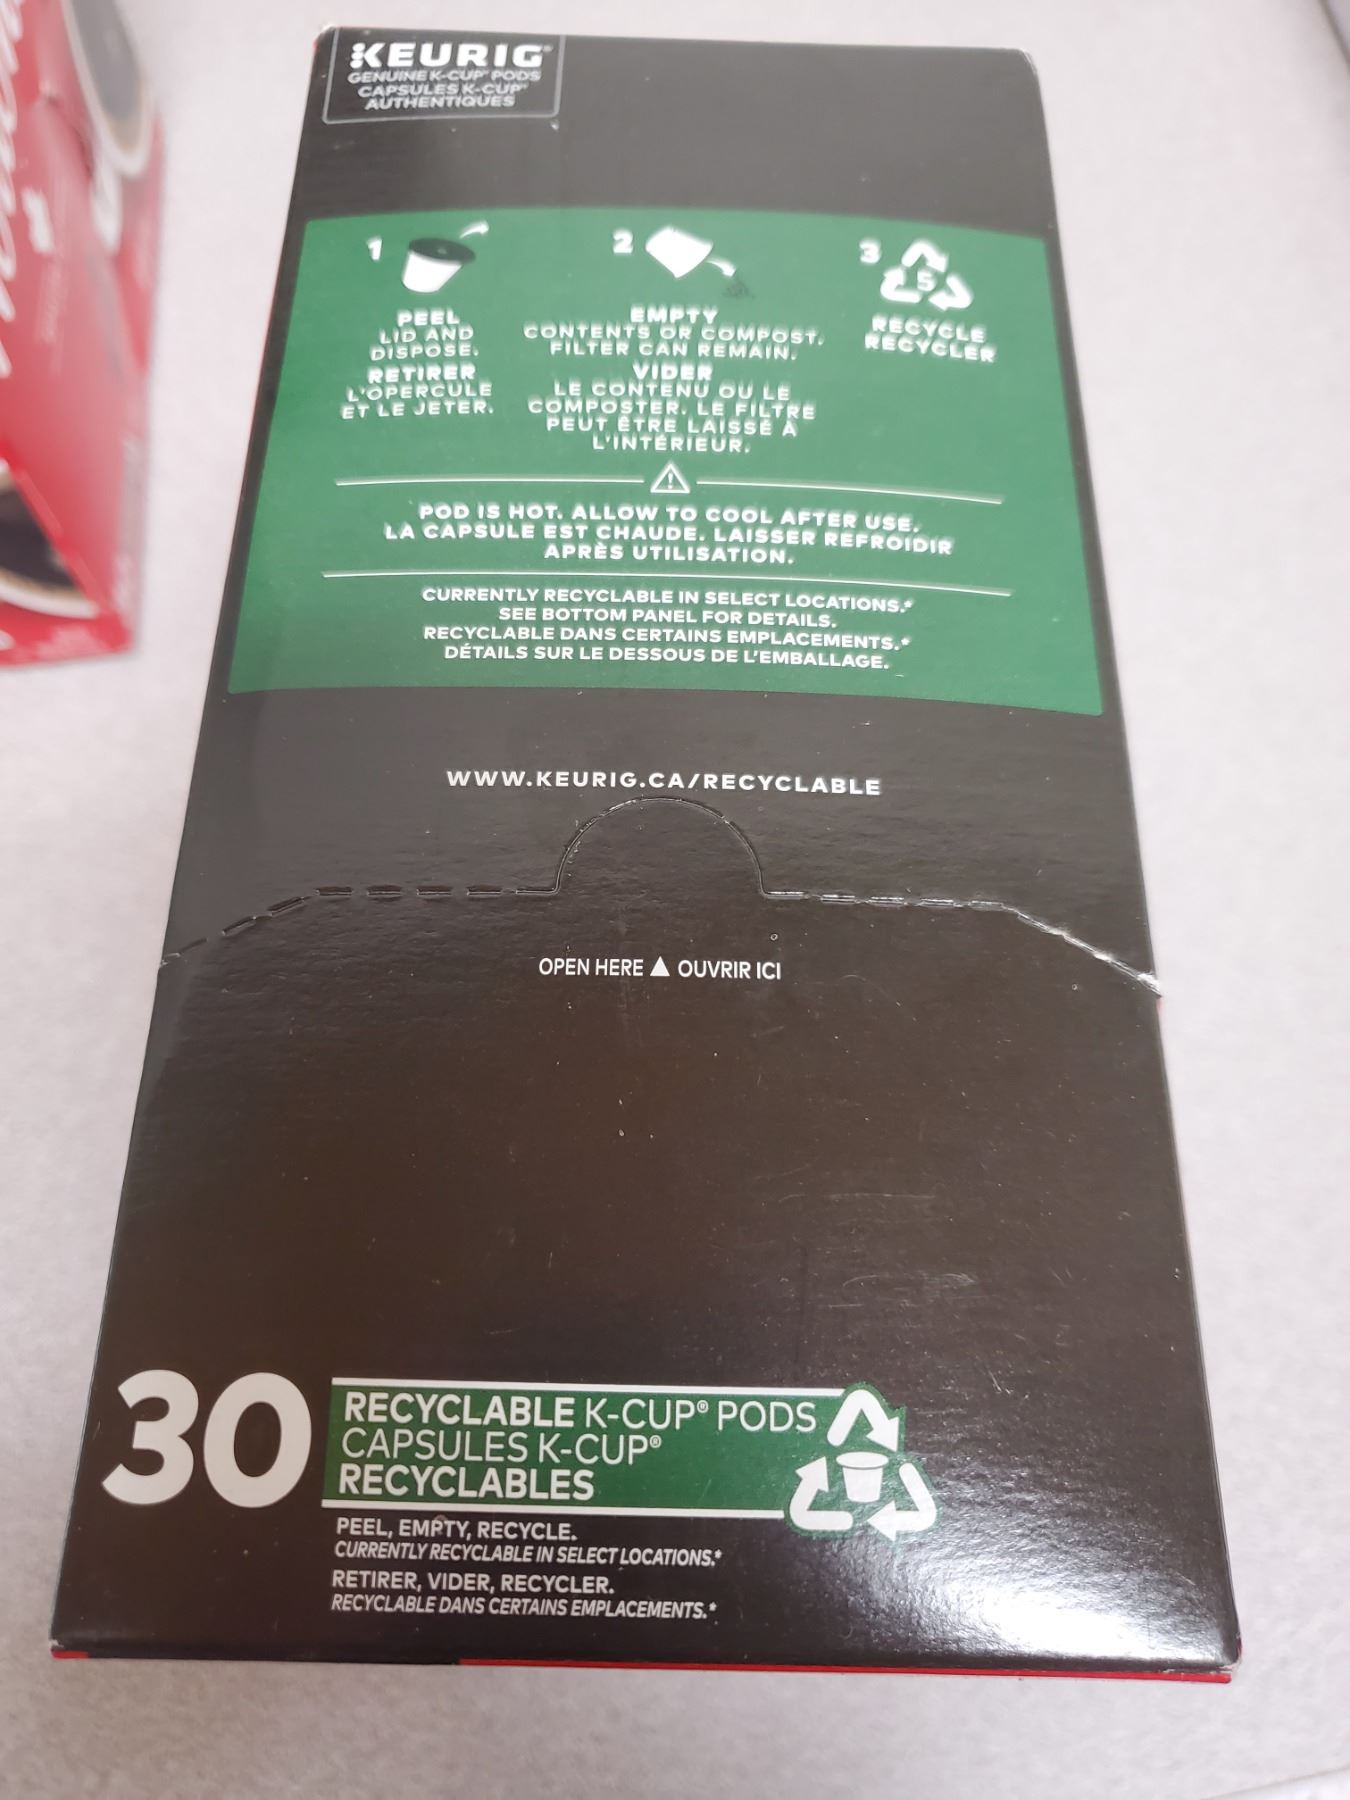 KEURIG®
GENUINE K-CUP® PODS
CAPSULES K-CUP®
AUTHENTIQUES
1
PEEL
LID AND
DISPOSE.
RETIRER
L'OPERCULE
ET LE JETER.
2
EMPTY
CONTENTS OR COMPOST.
FILTER CAN REMAIN.
VIDER
LE CONTENU OU LE
COMPOSTER. LE FILTRE
PEUT ÊTRE LAISSÉ À
L'INTÉRIEUR.
3
5
RECYCLE
RECYCLER
POD IS HOT. ALLOW TO COOL AFTER USE.
LA CAPSULE EST CHAUDE. LAISSER REFROIDIR
APRÈS UTILISATION.
CURRENTLY RECYCLABLE IN SELECT LOCATIONS.*
SEE BOTTOM PANEL FOR DETAILS.
RECYCLABLE DANS CERTAINS EMPLACEMENTS.*
DÉTAILS SUR LE DESSOUS DE L'EMBALLAGE.
WWW.KEURIG.CA/RECYCLABLE
OPEN HERE ▲ OUVRIR ICI
30
RECYCLABLE K-CUP® PODS
CAPSULES K-CUP®
RECYCLABLES
PEEL, EMPTY, RECYCLE.
CURRENTLY RECYCLABLE IN SELECT LOCATIONS.*
RETIRER, VIDER, RECYCLER.
RECYCLABLE DANS CERTAINS EMPLACEMENTS.*